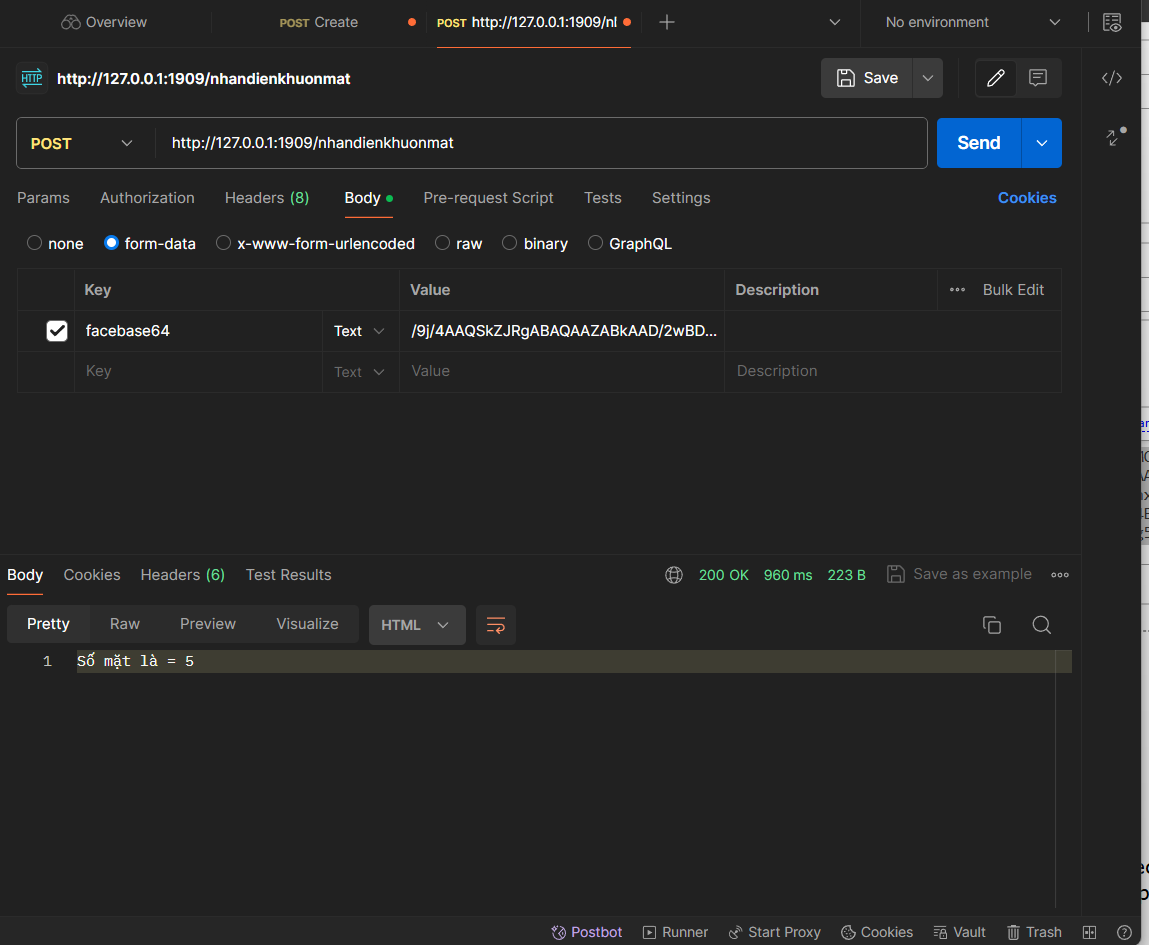 Overview POST Create POST http://127.0.0.1:1909/nl No environment
HTTP http://127.0.0.1:1909/nhandienkhuonmat Save
POST http://127.0.0.1:1909/nhandienkhuonmat Send
Params Authorization Headers (8) Body Pre-request Script Tests Settings Cookies
none form-data x-www-form-urlencoded raw binary GraphQL
Key Value Description Bulk Edit
facebase64 Text /9j/4AAQSkZJRgABAQAAZABkAAD/2wBD...
Key Text Value Description
Body Cookies Headers (6) Test Results 200 OK 960 ms 223 B Save as example
Pretty Raw Preview Visualize HTML
1 Số mặt là = 5
Postbot Runner Start Proxy Cookies Vault Trash